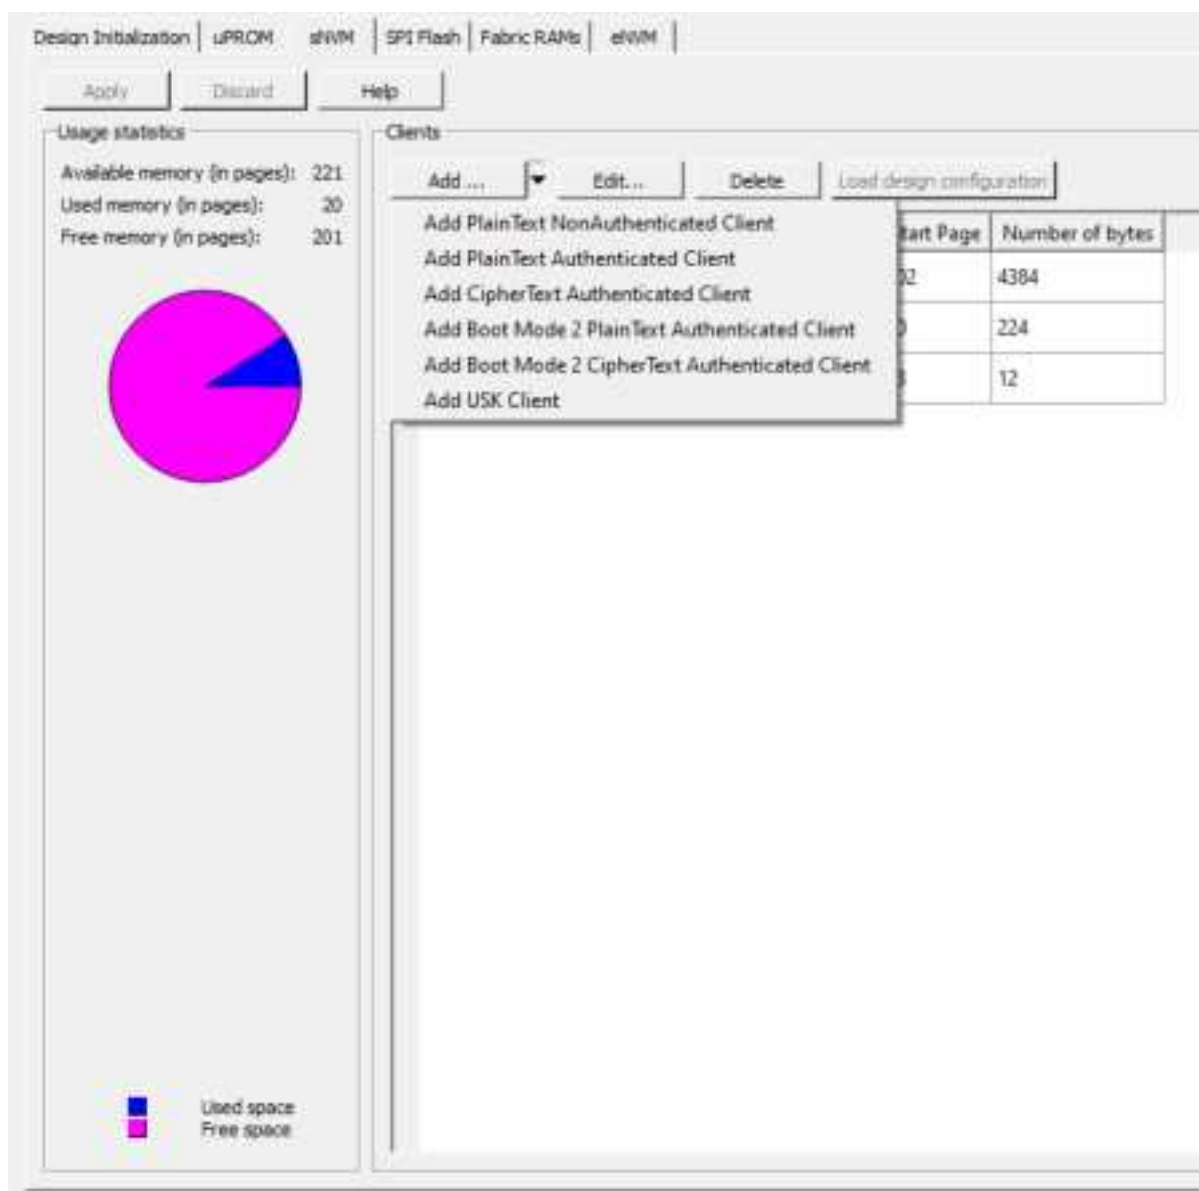 Design Initialization uPROM sNVM SPI Flash Fabric RAMs eNVM
Apply Discard Help
Usage statistics
Available memory (in pages): 221
Used memory (in pages): 20
Free memory (in pages): 201
Used space
Free space
Clients
Add ... Edit... Delete Load design configuration
Add PlainText NonAuthenticated Client
Add PlainText Authenticated Client
Add CipherText Authenticated Client
Add Boot Mode 2 PlainText Authenticated Client
Add Boot Mode 2 CipherText Authenticated Client
Add USK Client
tart Page Number of bytes
02 4384
224
12